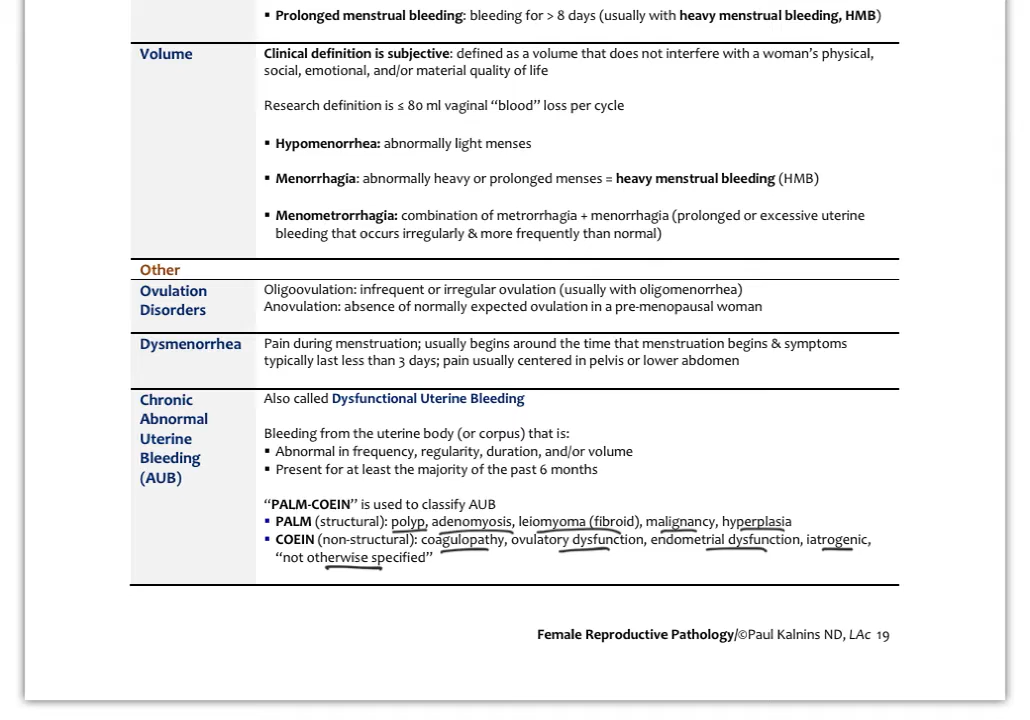 ▪ Prolonged menstrual bleeding: bleeding for > 8 days (usually with heavy menstrual bleeding, HMB)
Volume
Clinical definition is subjective: defined as a volume that does not interfere with a woman's physical,
social, emotional, and/or material quality of life
Research definition is ≤ 80 ml vaginal "blood" loss per cycle
▪ Hypomenorrhea: abnormally light menses
▪ Menorrhagia: abnormally heavy or prolonged menses = heavy menstrual bleeding (HMB)
▪ Menometrorrhagia: combination of metrorrhagia + menorrhagia (prolonged or excessive uterine
bleeding that occurs irregularly & more frequently than normal)
Other
Ovulation
Disorders
Oligoovulation: infrequent or irregular ovulation (usually with oligomenorrhea)
Anovulation: absence of normally expected ovulation in a pre-menopausal woman
Dysmenorrhea
Pain during menstruation; usually begins around the time that menstruation begins & symptoms
typically last less than 3 days; pain usually centered in pelvis or lower abdomen
Chronic
Abnormal
Uterine
Bleeding
(AUB)
Also called Dysfunctional Uterine Bleeding
Bleeding from the uterine body (or corpus) that is:
▪ Abnormal in frequency, regularity, duration, and/or volume
▪ Present for at least the majority of the past 6 months
"PALM-COEIN" is used to classify AUB
▪ PALM (structural): polyp, adenomyosis, leiomyoma (fibroid), malignancy, hyperplasia
▪ COEIN (non-structural): coagulopathy, ovulatory dysfunction, endometrial dysfunction, iatrogenic,
"not otherwise specified"
Female Reproductive Pathology/©Paul Kalnins ND, LAc 19